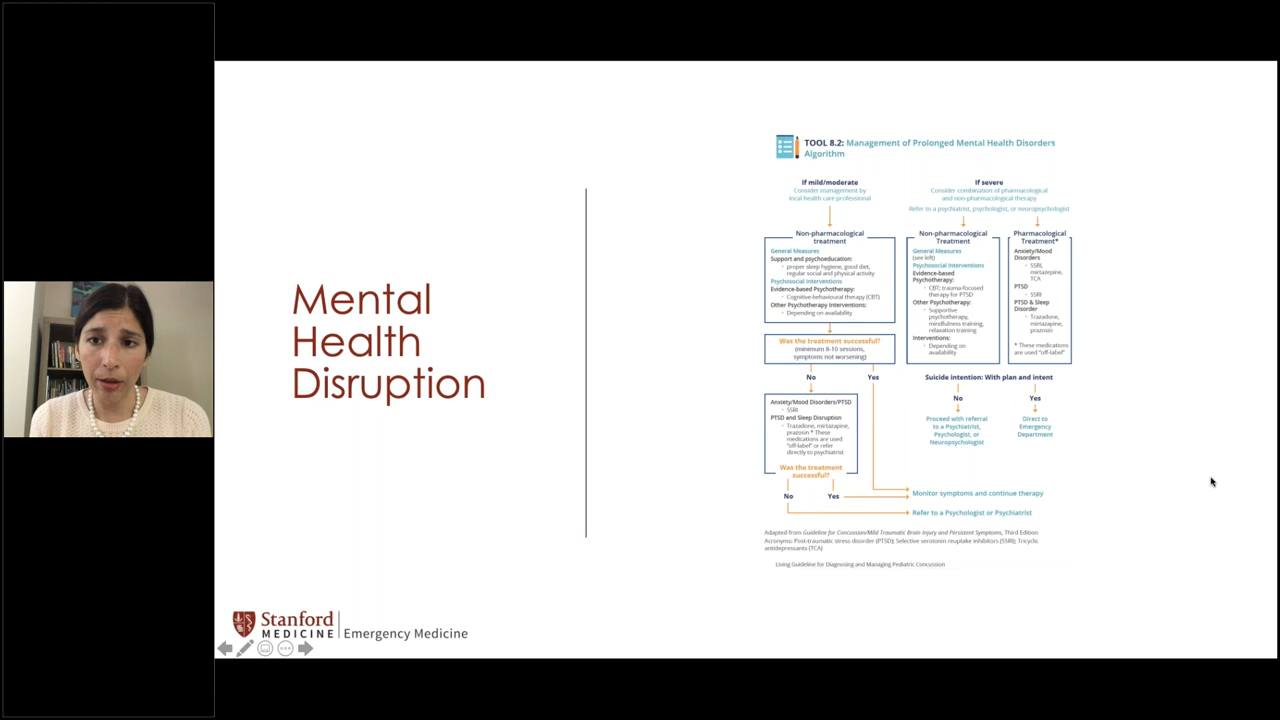 Mental
Health
Disruption
TOOL 8.2: Management of Prolonged Mental Health Disorders
Algorithm
If mild/moderate
Consider management by
local health care professional
Non-pharmacological
treatment
General Measures
Support and psychoeducation:
◦ proper sleep hygiene, good diet,
regular social and physical activity
Psychosocial Interventions
Evidence-based Psychotherapy:
◦ Cognitive-behavioural therapy (CBT)
Other Psychotherapy Interventions:
◦ Depending on availability
Was the treatment successful?
(minimum 8-10 sessions,
symptoms not worsening)
No Yes
Anxiety/Mood Disorders/PTSD
◦ SSRI
PTSD and Sleep Disruption
◦ Trazadone, mirtazapine,
prazosin * These
medications are used
"off-label" or refer
directly to psychiatrist
Was the treatment
successful?
No Yes
If severe
Consider combination of pharmacological
and non-pharmacological therapy
Refer to a psychiatrist, psychologist, or neuropsychologist
Non-pharmacological
Treatment
General Measures
(see left)
Psychosocial Interventions
Evidence-based
Psychotherapy:
◦ CBT; trauma-focused
therapy for PTSD
Other Psychotherapy:
◦ Supportive
psychotherapy,
mindfulness training,
relaxation training
Interventions:
◦ Depending on
availability
Pharmacological
Treatment*
Anxiety/Mood
Disorders
◦ SSRI,
mirtazepine,
TCA
PTSD
◦ SSRI
PTSD & Sleep
Disorder
◦ Trazadone,
mirtazapine,
prazosin
* These medications
are used "off-label"
Suicide intention: With plan and intent
No Yes
Proceed with referral
to a Psychiatrist,
Psychologist, or
Neuropsychologist
Direct to
Emergency
Department
Monitor symptoms and continue therapy
Refer to a Psychologist or Psychiatrist
Adapted from Guideline for Concussion/Mild Traumatic Brain Injury and Persistent Symptoms, Third Edition
Acronyms: Post-traumatic stress disorder (PTSD); Selective serotonin reuptake inhibitors (SSRI); Tricyclic
antidepressants (TCA)
Living Guideline for Diagnosing and Managing Pediatric Concussion
Stanford
MEDICINE
Emergency Medicine